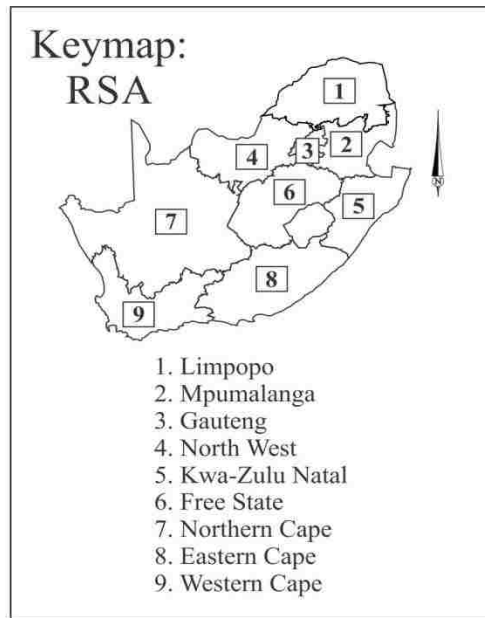 Keymap:
RSA
1
2
3
4
5
6
7
8
9
N
1. Limpopo
2. Mpumalanga
3. Gauteng
4. North West
5. Kwa-Zulu Natal
6. Free State
7. Northern Cape
8. Eastern Cape
9. Western Cape